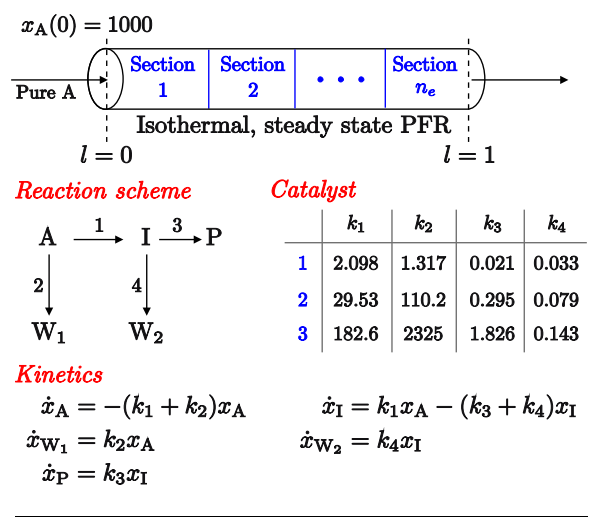 x_A(0) = 1000
Section Section Section
1 2 • • • n_e
Pure A
Isothermal, steady state PFR
l = 0 l = 1
Reaction scheme
A 1 I 3 P
2 4
W_1 W_2
Catalyst
k_1 k_2 k_3 k_4
1 2.098 1.317 0.021 0.033
2 29.53 110.2 0.295 0.079
3 182.6 2325 1.826 0.143
Kinetics
ẋ_A = −(k_1 + k_2)x_A ẋ_I = k_1x_A − (k_3 + k_4)x_I
ẋ_W_1 = k_2x_A ẋ_W_2 = k_4x_I
ẋ_P = k_3x_I